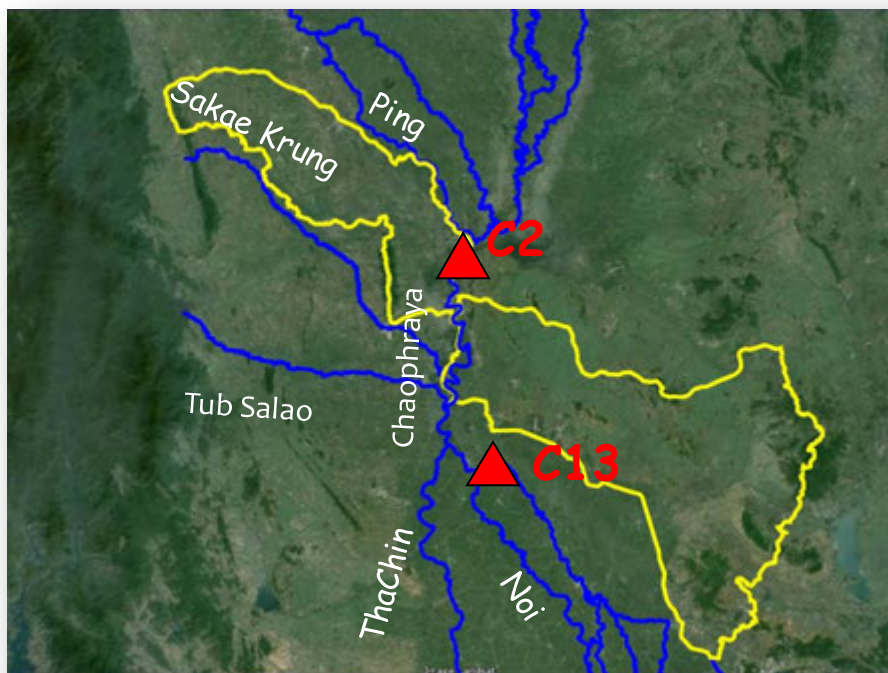 Ping
Sakae Krung
C2
Chaophraya
Tub Salao
C13
ThaChin
Noi